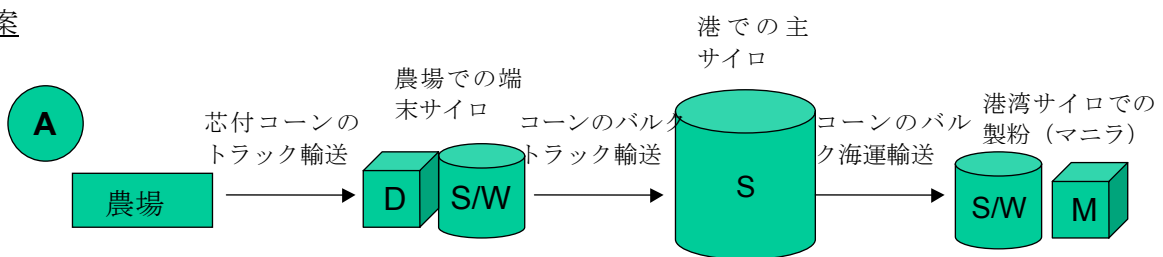 案
A
農場
芯付コーンの
トラック輸送
農場での端
末サイロ
D
S/W
コーンのバルク
トラック輸送
港での主
サイロ
S
コーンのバル
ク海運輸送
港湾サイロでの
製粉（マニラ）
S/W
M